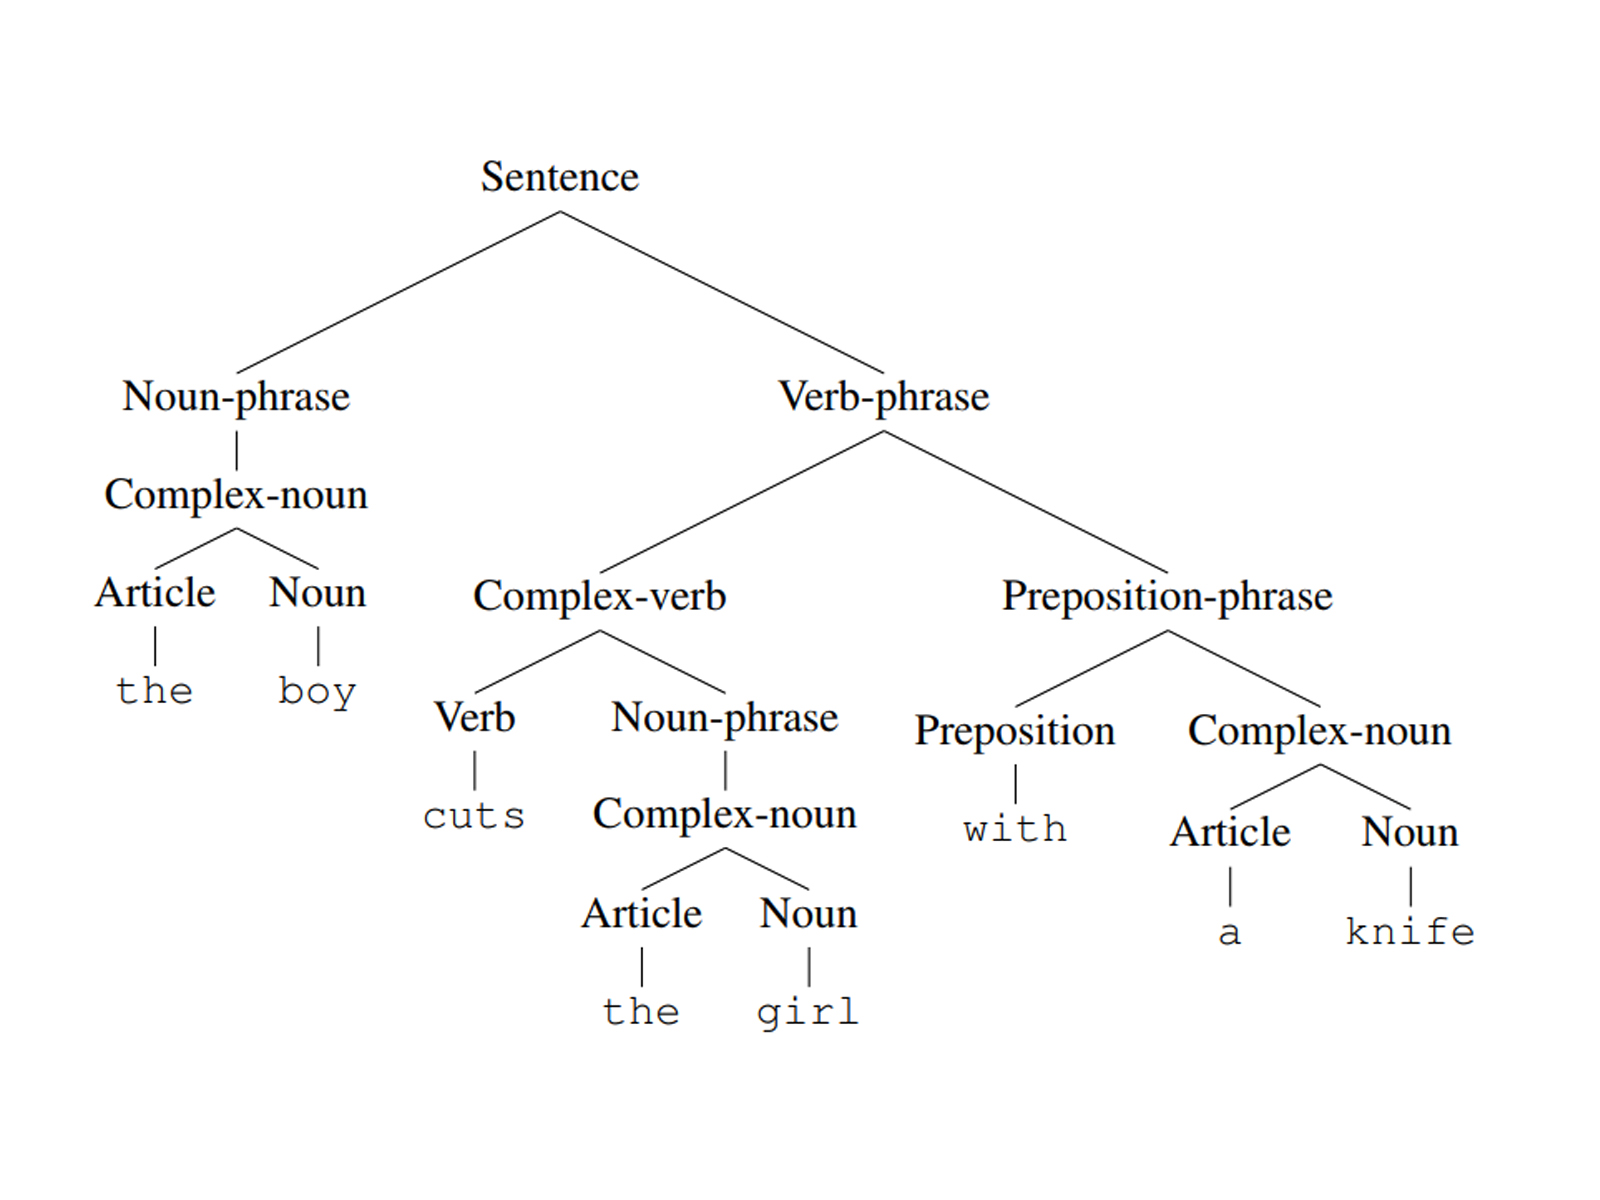 Sentence
Noun-phrase Verb-phrase
Complex-noun
Article Noun Complex-verb Preposition-phrase
the boy
Verb Noun-phrase Preposition Complex-noun
cuts Complex-noun with Article Noun
Article Noun a knife
the girl